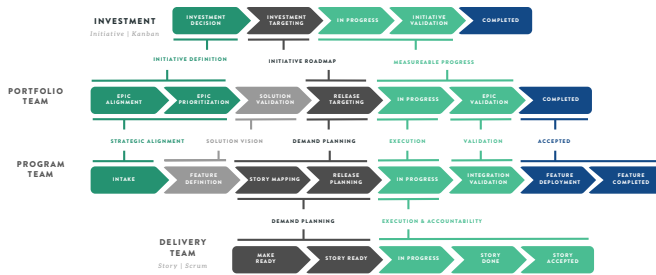 INVESTMENT
Initiative | Kanban
INVESTMENT
DECISION
INVESTMENT
TARGETING
IN PROGRESS
INITIATIVE
VALIDATION
COMPLETED
INITIATIVE DEFINITION
INITIATIVE ROADMAP
MEASUREABLE PROGRESS
PORTFOLIO
TEAM
EPIC
ALIGNMENT
EPIC
PRIORITIZATION
SOLUTION
VALIDATION
RELEASE
TARGETING
IN PROGRESS
EPIC
VALIDATION
COMPLETED
STRATEGIC ALIGNMENT
SOLUTION VISION
DEMAND PLANNING
EXECUTION
VALIDATION
ACCEPTED
PROGRAM
TEAM
INTAKE
FEATURE
DEFINITION
STORY MAPPING
RELEASE
PLANNING
IN PROGRESS
INTEGRATION
VALIDATION
FEATURE
DEPLOYMENT
FEATURE
COMPLETED
DEMAND PLANNING
EXECUTION & ACCOUNTABILITY
DELIVERY
TEAM
Story | Scrum
MAKE
READY
STORY READY
IN PROGRESS
STORY
DONE
STORY
ACCEPTED